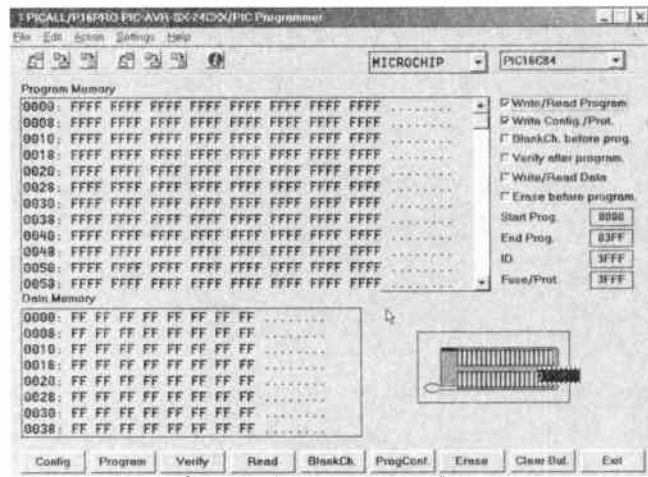 PICALL/P16PRO PIC-AVR-SX-24CXX/PIC Programmer
File Edit Action Settings Help
MICROCHIP PIC16C84
Program Memory
0000: FFFF FFFF FFFF FFFF FFFF FFFF FFFF FFFF ........
0008: FFFF FFFF FFFF FFFF FFFF FFFF FFFF FFFF ........
0010: FFFF FFFF FFFF FFFF FFFF FFFF FFFF FFFF ........
0018: FFFF FFFF FFFF FFFF FFFF FFFF FFFF FFFF ........
0020: FFFF FFFF FFFF FFFF FFFF FFFF FFFF FFFF ........
0028: FFFF FFFF FFFF FFFF FFFF FFFF FFFF FFFF ........
0030: FFFF FFFF FFFF FFFF FFFF FFFF FFFF FFFF ........
0038: FFFF FFFF FFFF FFFF FFFF FFFF FFFF FFFF ........
0040: FFFF FFFF FFFF FFFF FFFF FFFF FFFF FFFF ........
0048: FFFF FFFF FFFF FFFF FFFF FFFF FFFF FFFF ........
0050: FFFF FFFF FFFF FFFF FFFF FFFF FFFF FFFF ........
0058: FFFF FFFF FFFF FFFF FFFF FFFF FFFF FFFF ........
Write/Read Program
Write Config./Prot.
BlankCh. before prog.
Verify after program.
Write/Read Data
Erase before program.
Start Prog. 0000
End Prog. 03FF
ID 3FFF
Fuse/Prot 3FFF
Data Memory
0000: FF FF FF FF FF FF FF FF ........
0008: FF FF FF FF FF FF FF FF ........
0010: FF FF FF FF FF FF FF FF ........
0018: FF FF FF FF FF FF FF FF ........
0020: FF FF FF FF FF FF FF FF ........
0028: FF FF FF FF FF FF FF FF ........
0030: FF FF FF FF FF FF FF FF ........
0038: FF FF FF FF FF FF FF FF ........
Config Program Verify Read BlankCh. ProgConf. Erase Clear Buf. Exit